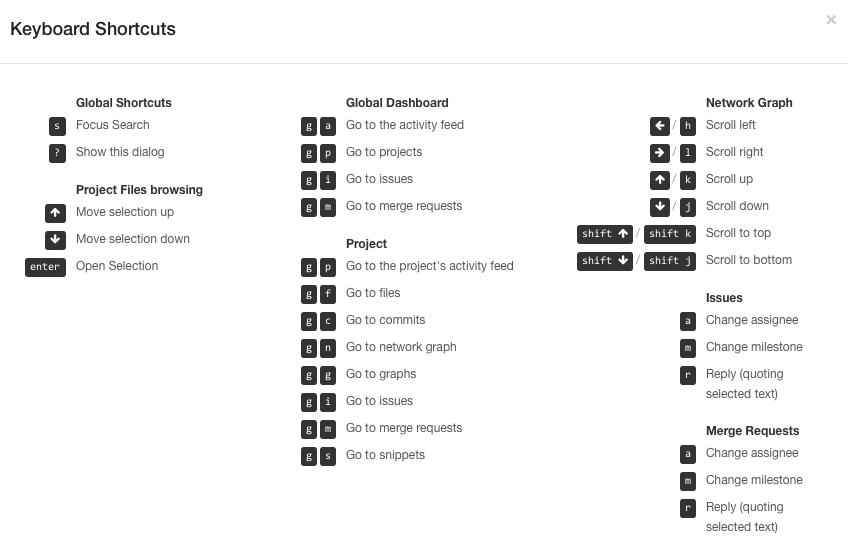 Keyboard Shortcuts
×
Global Shortcuts
s Focus Search
? Show this dialog
Project Files browsing
↑ Move selection up
↓ Move selection down
enter Open Selection
Global Dashboard
g a Go to the activity feed
g p Go to projects
g i Go to issues
g m Go to merge requests
Project
g p Go to the project's activity feed
g f Go to files
g c Go to commits
g n Go to network graph
g g Go to graphs
g i Go to issues
g m Go to merge requests
g s Go to snippets
Network Graph
← / h Scroll left
→ / l Scroll right
↑ / k Scroll up
↓ / j Scroll down
shift ↑ / shift k Scroll to top
shift ↓ / shift j Scroll to bottom
Issues
a Change assignee
m Change milestone
r Reply (quoting
selected text)
Merge Requests
a Change assignee
m Change milestone
r Reply (quoting
selected text)